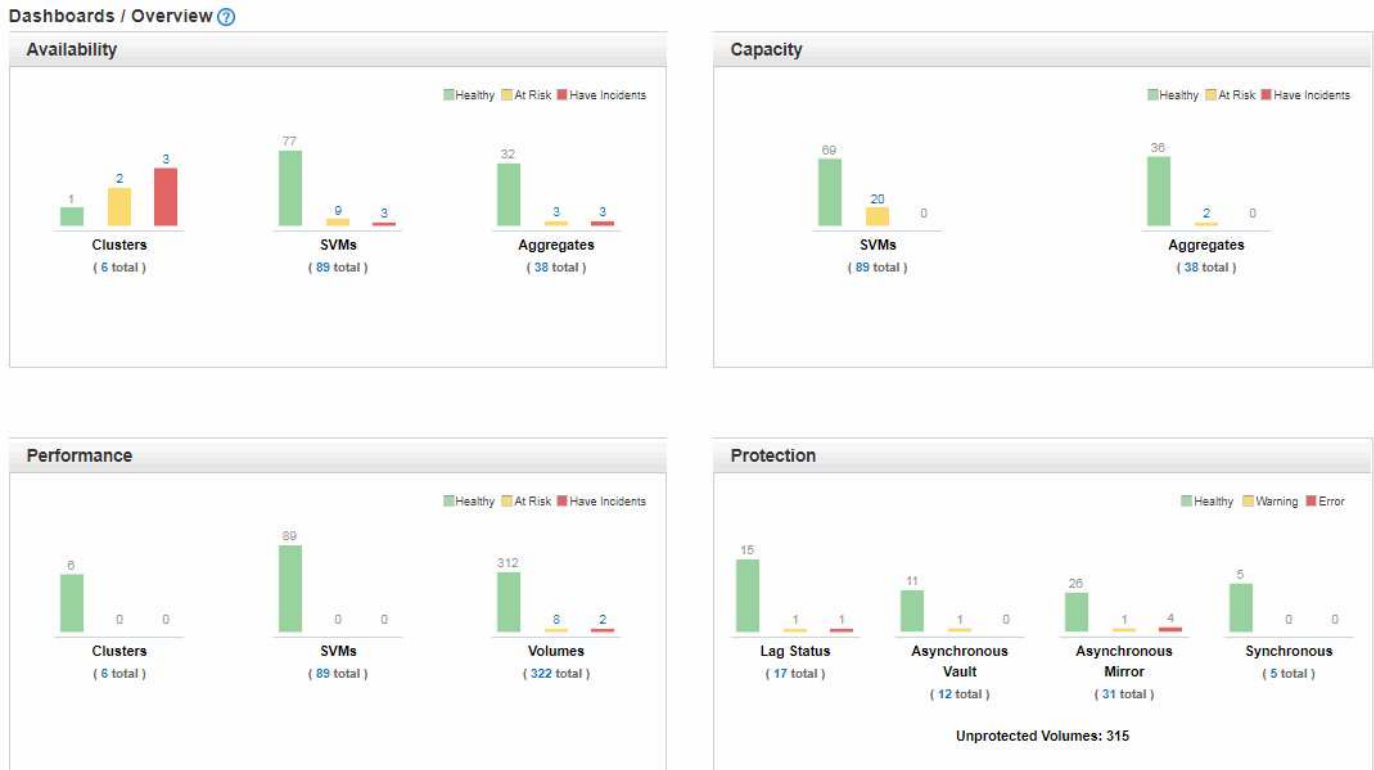 Dashboards / Overview ?
Availability
Healthy At Risk Have Incidents
1 2 3
Clusters
( 6 total )
77 9 3
SVMs
( 89 total )
32 3 3
Aggregates
( 38 total )
Capacity
Healthy At Risk Have Incidents
69 20 0
SVMs
( 89 total )
36 2 0
Aggregates
( 38 total )
Performance
Healthy At Risk Have Incidents
6 0 0
Clusters
( 6 total )
89 0 0
SVMs
( 89 total )
312 8 2
Volumes
( 322 total )
Protection
Healthy Warning Error
15 1 1
Lag Status
( 17 total )
11 1 0
Asynchronous
Vault
( 12 total )
26 1 4
Asynchronous
Mirror
( 31 total )
5 0 0
Synchronous
( 5 total )
Unprotected Volumes: 315